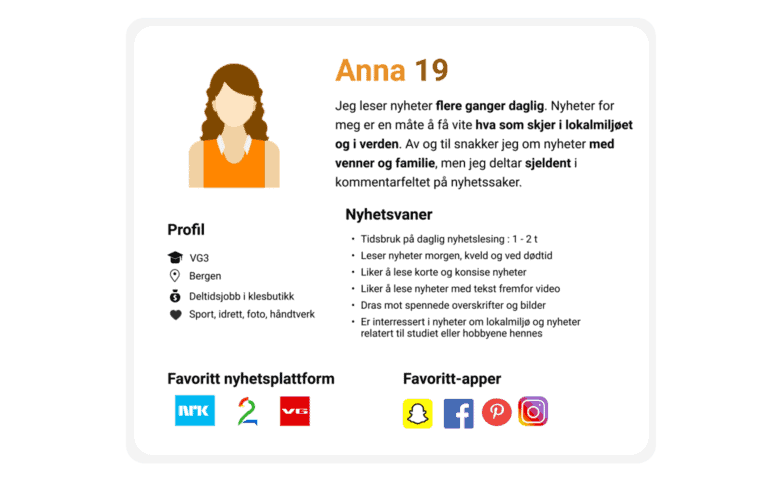 Anna 19
Jeg leser nyheter flere ganger daglig. Nyheter for
meg er en måte å få vite hva som skjer i lokalmiljøet
og i verden. Av og til snakker jeg om nyheter med
venner og familie, men jeg deltar sjeldent i
kommentarfeltet på nyhetssaker.
Profil
VG3
Bergen
Deltidsjobb i klesbutikk
Sport, idrett, foto, håndtverk
Nyhetsvaner
• Tidsbruk på daglig nyhetslesing : 1 - 2 t
• Leser nyheter morgen, kveld og ved dødtid
• Liker å lese korte og konsise nyheter
• Liker å lese nyheter med tekst fremfor video
• Dras mot spennede overskrifter og bilder
• Er interressert i nyheter om lokalmiljø og nyheter
relatert til studiet eller hobbyene hennes
Favoritt nyhetsplattform
NRK
2
VG
Favoritt-apper